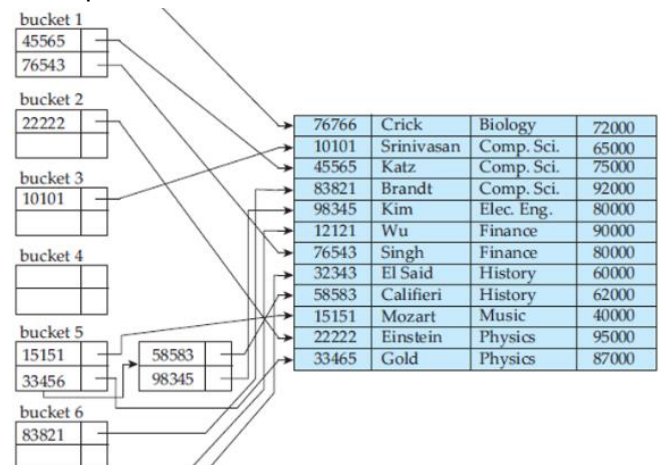 bucket 1
45565
76543
bucket 2
22222
bucket 3
10101
bucket 4
bucket 5
15151
33456
58583
98345
bucket 6
83821
76766 Crick Biology 72000
10101 Srinivasan Comp. Sci. 65000
45565 Katz Comp. Sci. 75000
83821 Brandt Comp. Sci. 92000
98345 Kim Elec. Eng. 80000
12121 Wu Finance 90000
76543 Singh Finance 80000
32343 El Said History 60000
58583 Califieri History 62000
15151 Mozart Music 40000
22222 Einstein Physics 95000
33465 Gold Physics 87000